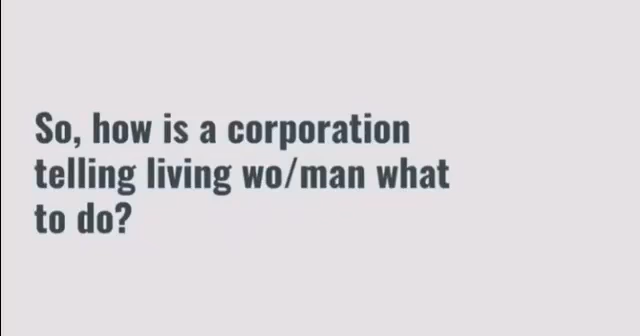 So, how is a corporation
telling living wo/man what
to do?